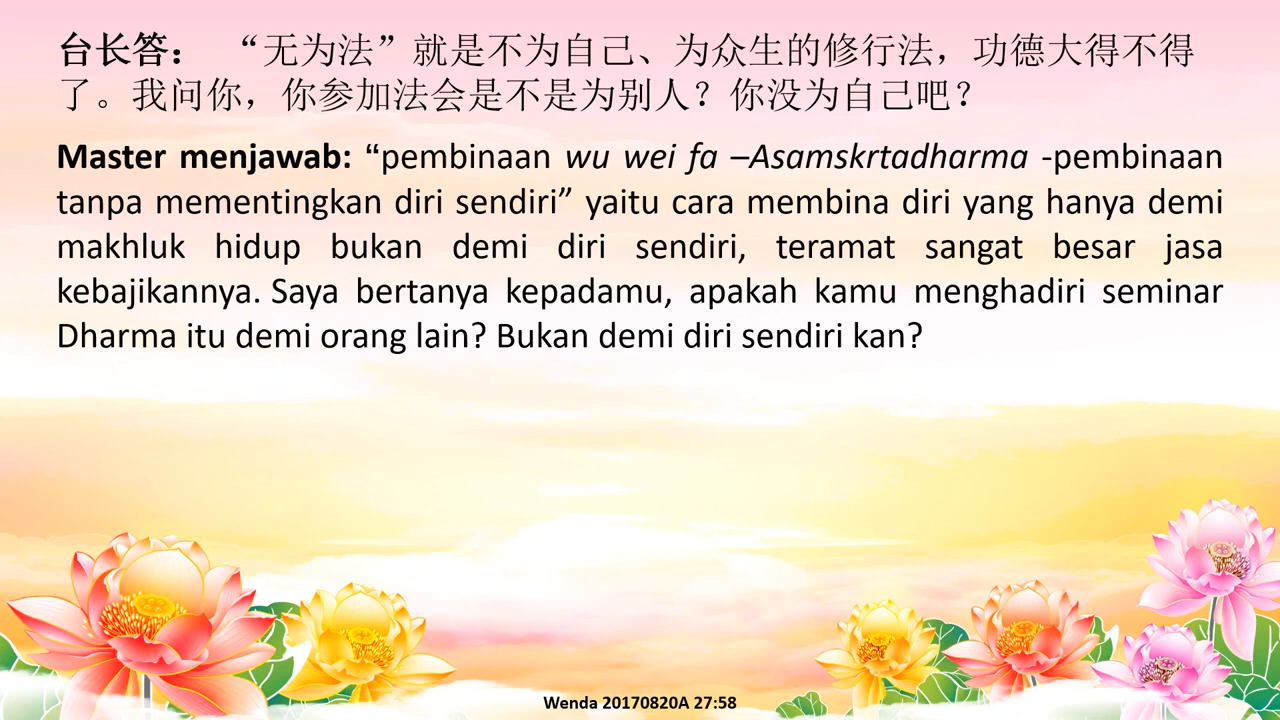 台长答： “无为法”就是不为自己、为众生的修行法，功德大得不得
了。我问你，你参加法会是不是为别人？你没为自己吧？
Master menjawab: “pembinaan wu wei fa –Asamskrtadharma -pembinaan
tanpa mementingkan diri sendiri” yaitu cara membina diri yang hanya demi
makhluk hidup bukan demi diri sendiri, teramat sangat besar jasa
kebajikannya. Saya bertanya kepadamu, apakah kamu menghadiri seminar
Dharma itu demi orang lain? Bukan demi diri sendiri kan?
Wenda 20170820A 27:58